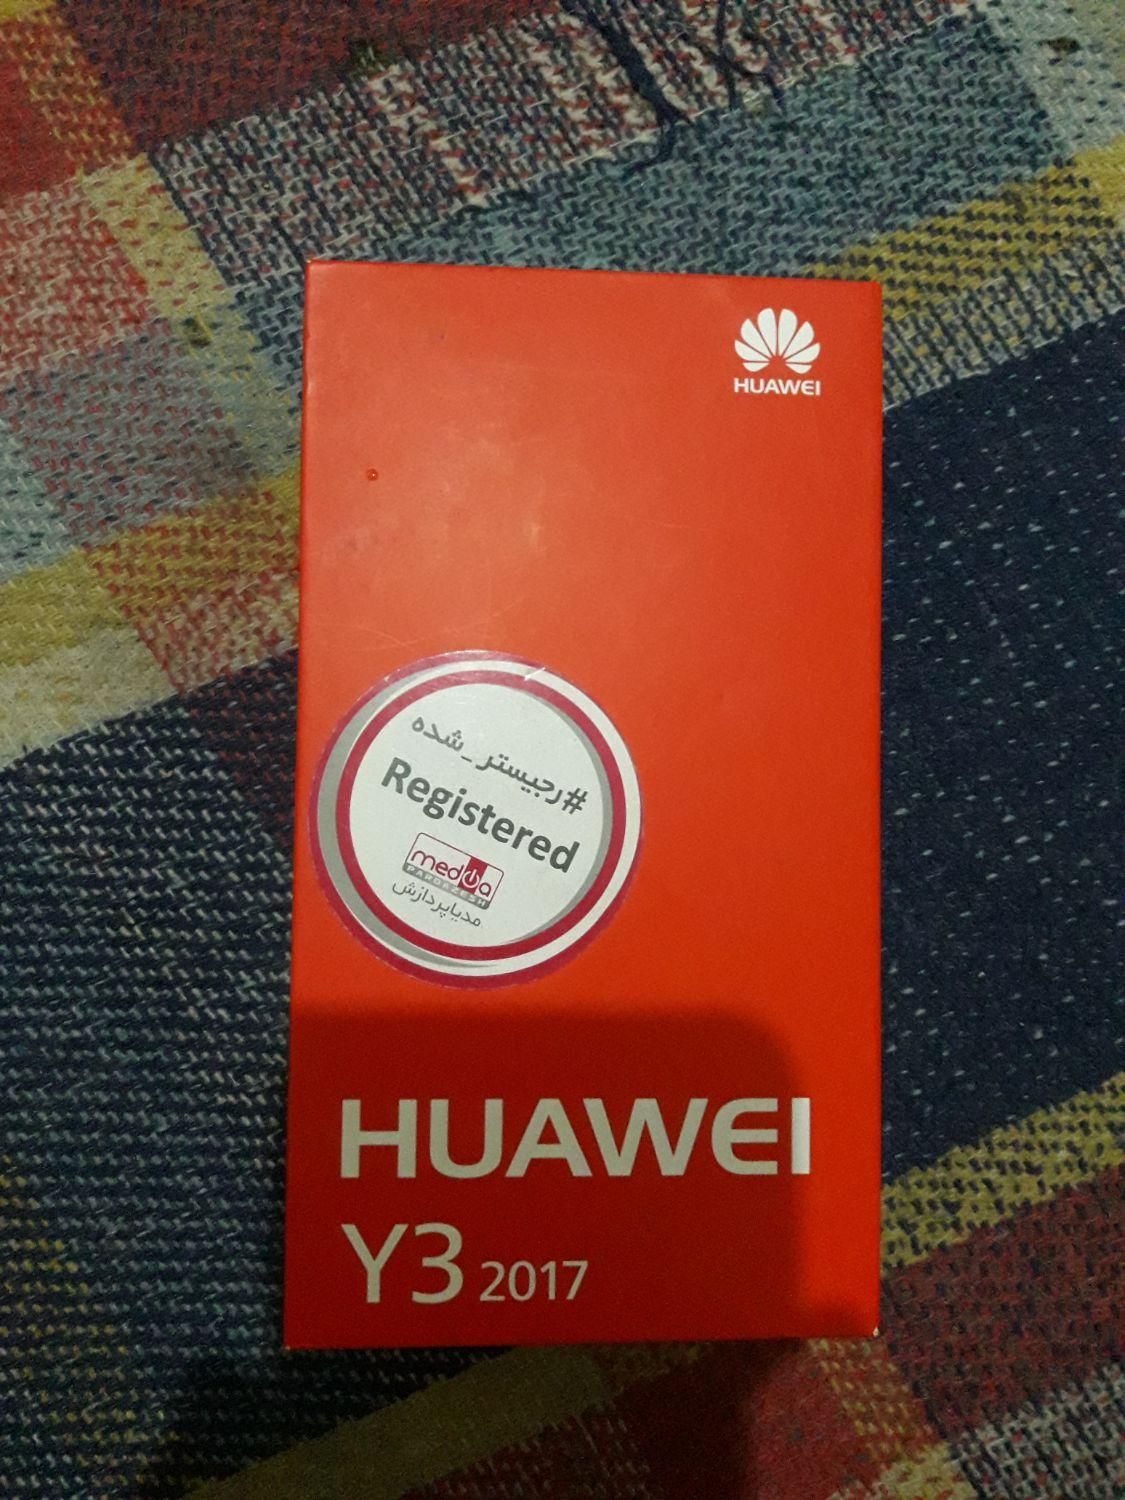 HUAWEI
#رجیستر_شده
Registered
media
PARDAZESH
مدیاپردازش
HUAWEI
Y3 2017